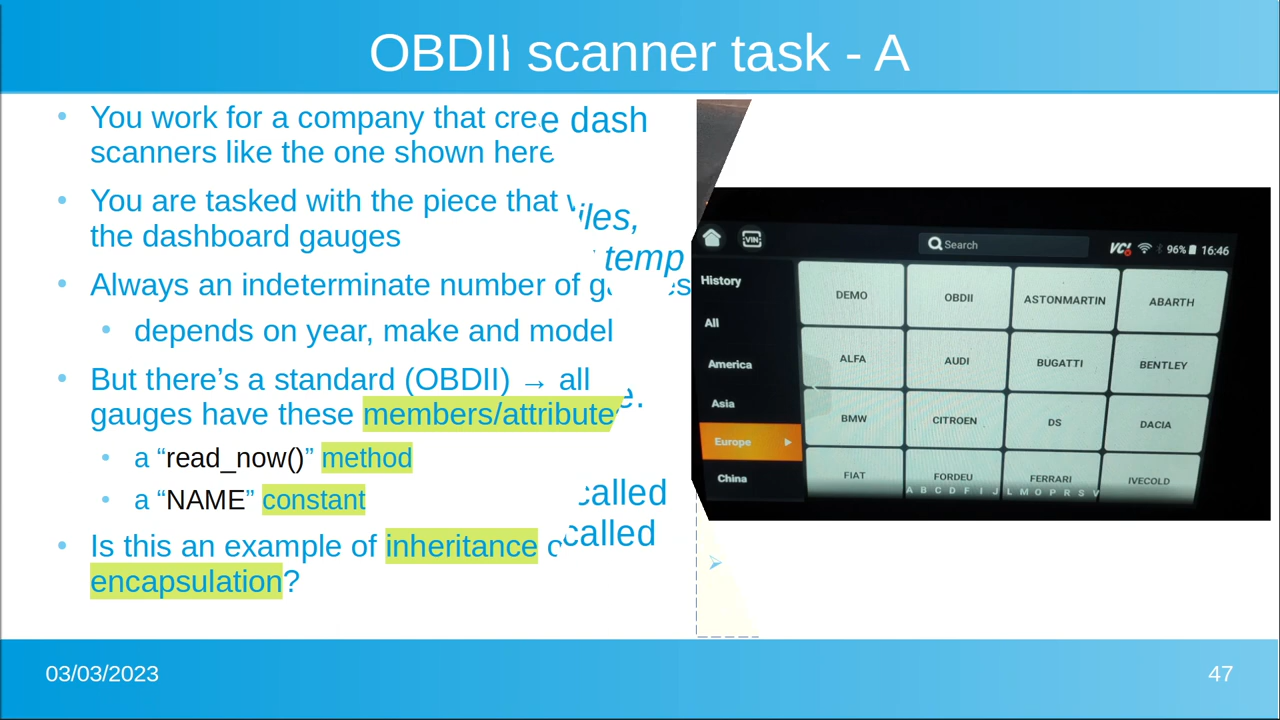 OBDII scanner task - A
You work for a company that cre
e dash
scanners like the one shown here
You are tasked with the piece that
iles,
the dashboard gauges
temp
Always an indeterminate number of
depends on year, make and model
But there’s a standard (OBDII) → all
e.
gauges have these members/attribute
a “read_now()” method
a “NAME” constant
called
Is this an example of inheritance
called
encapsulation?
VIN
Search
VCI
96%
16:46
History
All
America
Asia
Europe
China
DEMO
OBDII
ASTONMARTIN
ABARTH
ALFA
AUDI
BUGATTI
BENTLEY
BMW
CITROEN
DS
DACIA
FIAT
FORDEU
FERRARI
IVECOLD
A B C D F I J L M O P R S V
03/03/2023
47